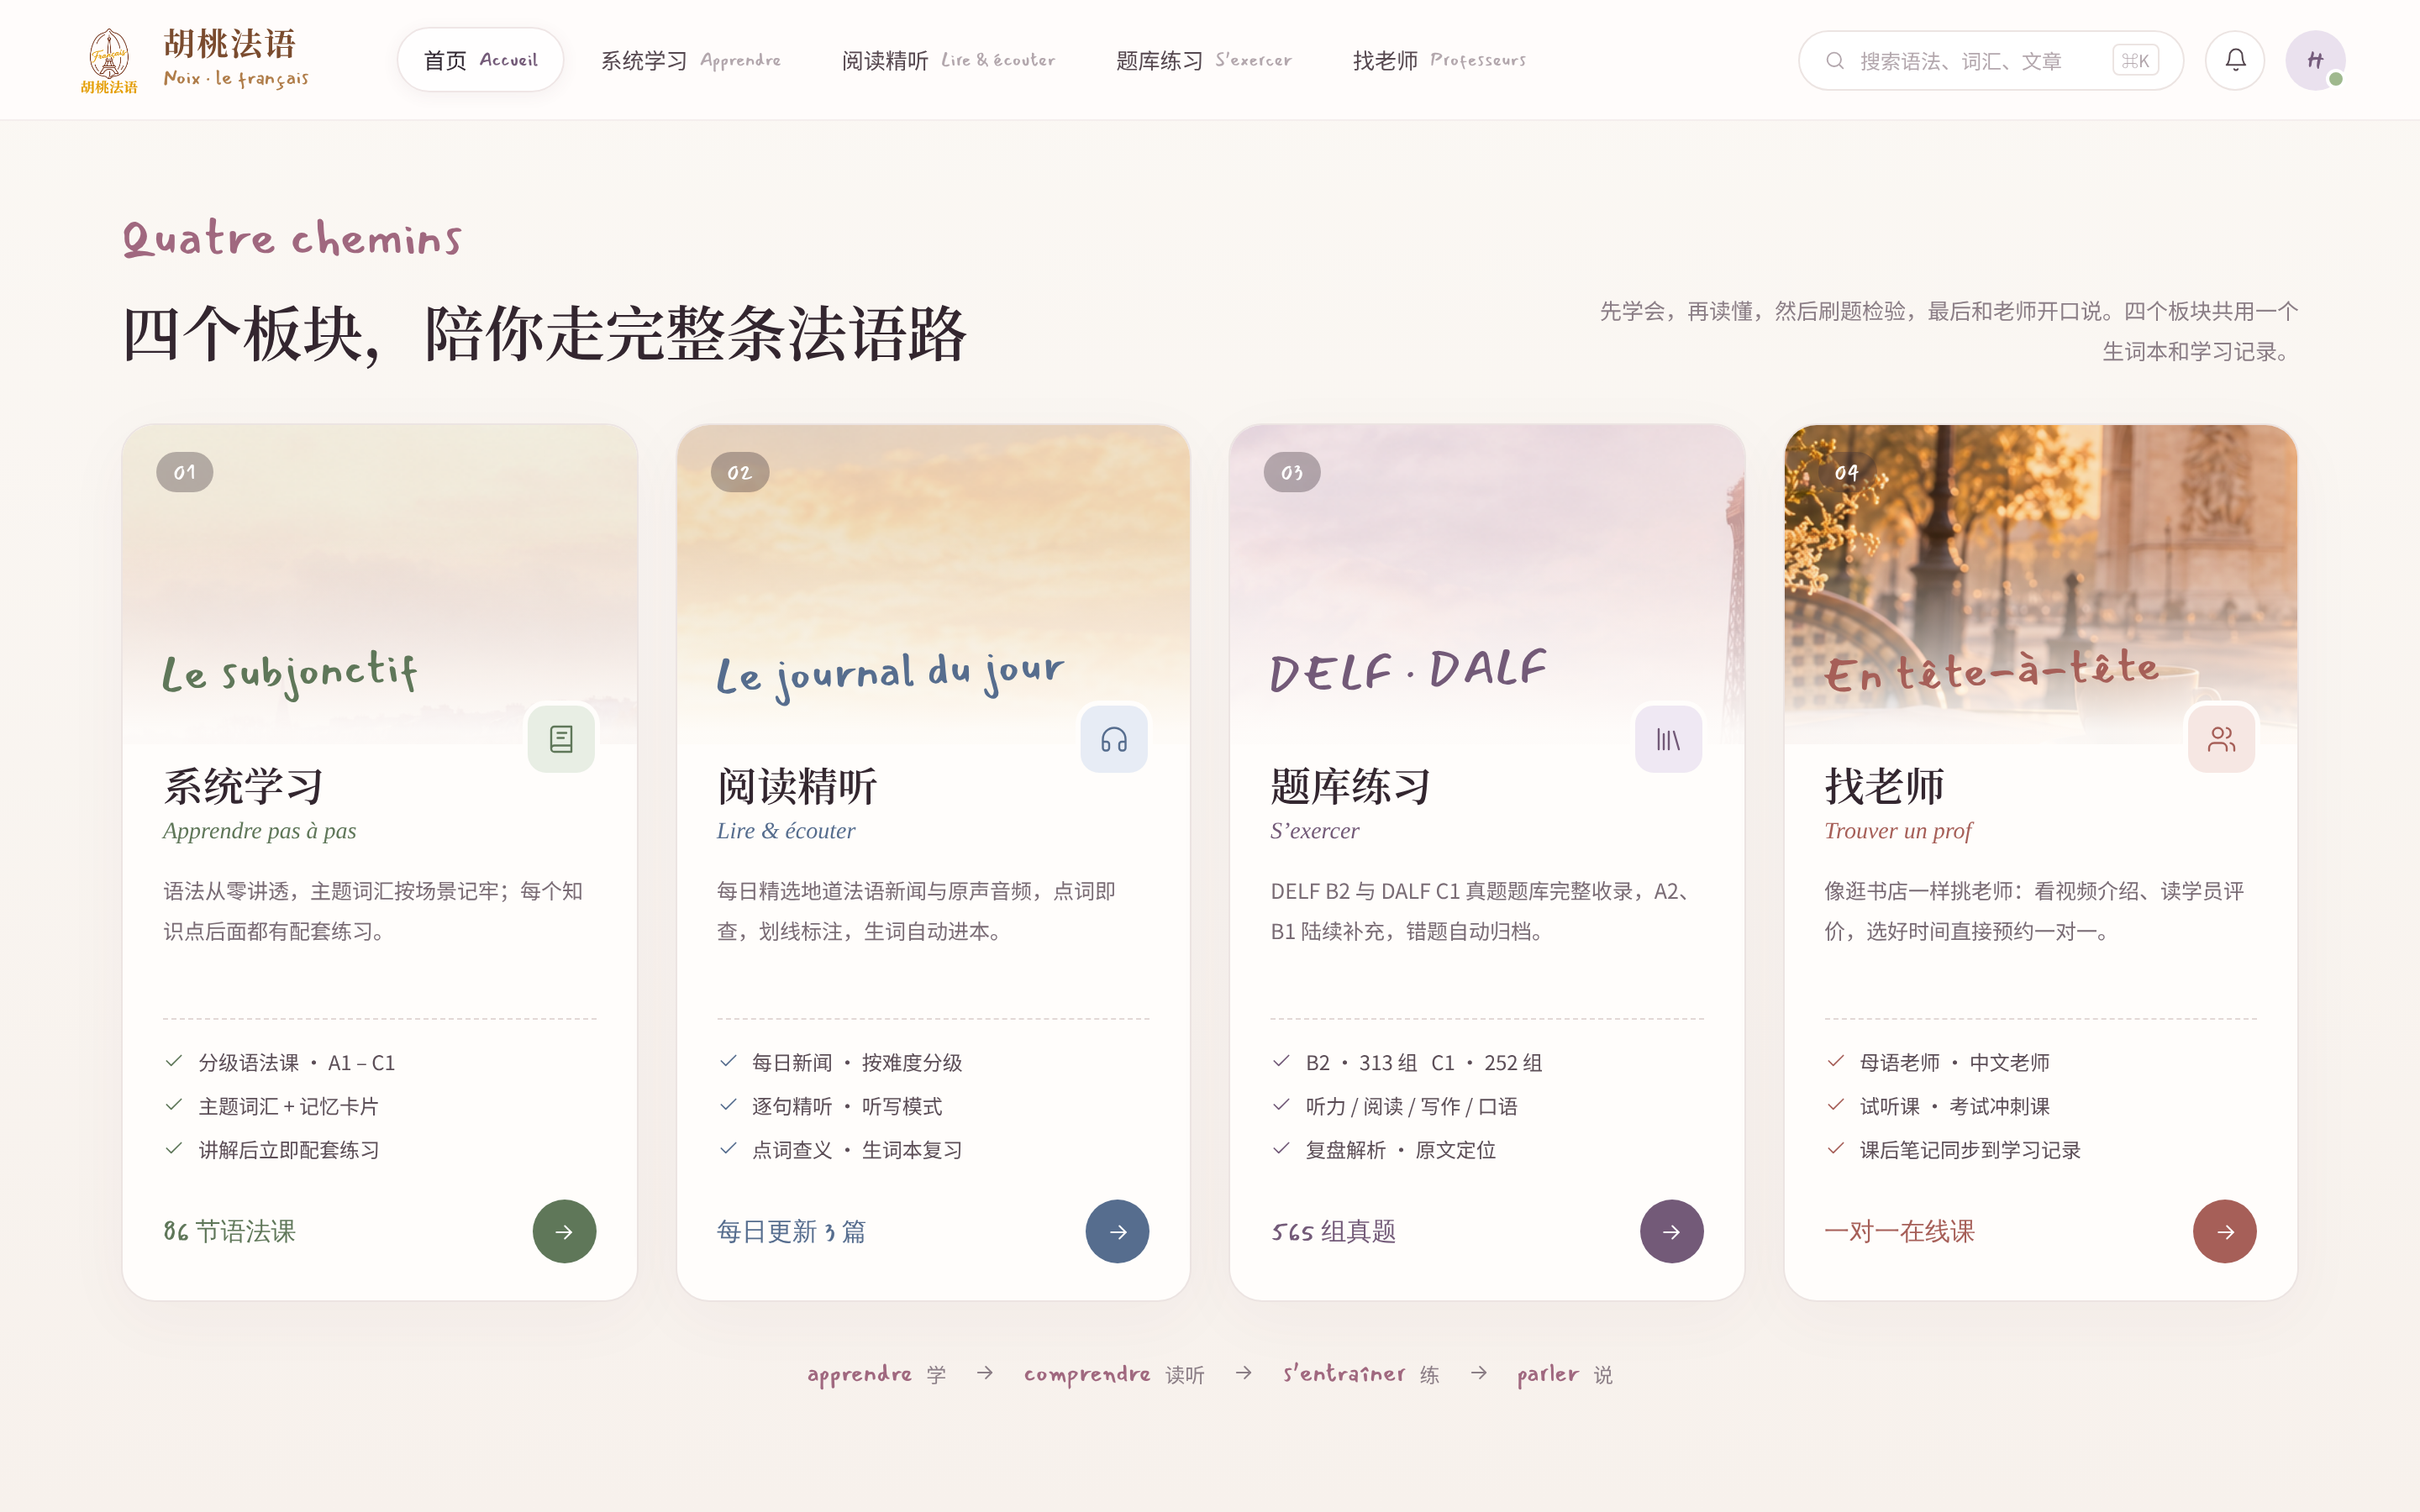 Français
胡桃法语
胡桃法语
Noix · le français
首页 Accueil
系统学习 Apprendre
阅读精听 Lire & écouter
题库练习 S'exercer
找老师 Professeurs
搜索语法、词汇、文章 ⌘K
H
Quatre chemins
四个板块，陪你走完整条法语路
先学会，再读懂，然后刷题检验，最后和老师开口说。四个板块共用一个
生词本和学习记录。
01
Le subjonctif
系统学习
Apprendre pas à pas
语法从零讲透，主题词汇按场景记牢；每个知
识点后面都有配套练习。
分级语法课 · A1 – C1
主题词汇 + 记忆卡片
讲解后立即配套练习
86 节语法课
02
Le journal du jour
阅读精听
Lire & écouter
每日精选地道法语新闻与原声音频，点词即
查，划线标注，生词自动进本。
每日新闻 · 按难度分级
逐句精听 · 听写模式
点词查义 · 生词本复习
每日更新 3 篇
03
DELF · DALF
题库练习
S’exercer
DELF B2 与 DALF C1 真题题库完整收录，A2、
B1 陆续补充，错题自动归档。
B2 · 313 组 C1 · 252 组
听力 / 阅读 / 写作 / 口语
复盘解析 · 原文定位
565 组真题
04
En tête-à-tête
找老师
Trouver un prof
像逛书店一样挑老师：看视频介绍、读学员评
价，选好时间直接预约一对一。
母语老师 · 中文老师
试听课 · 考试冲刺课
课后笔记同步到学习记录
一对一在线课
apprendre 学 → comprendre 读听 → s'entraîner 练 → parler 说